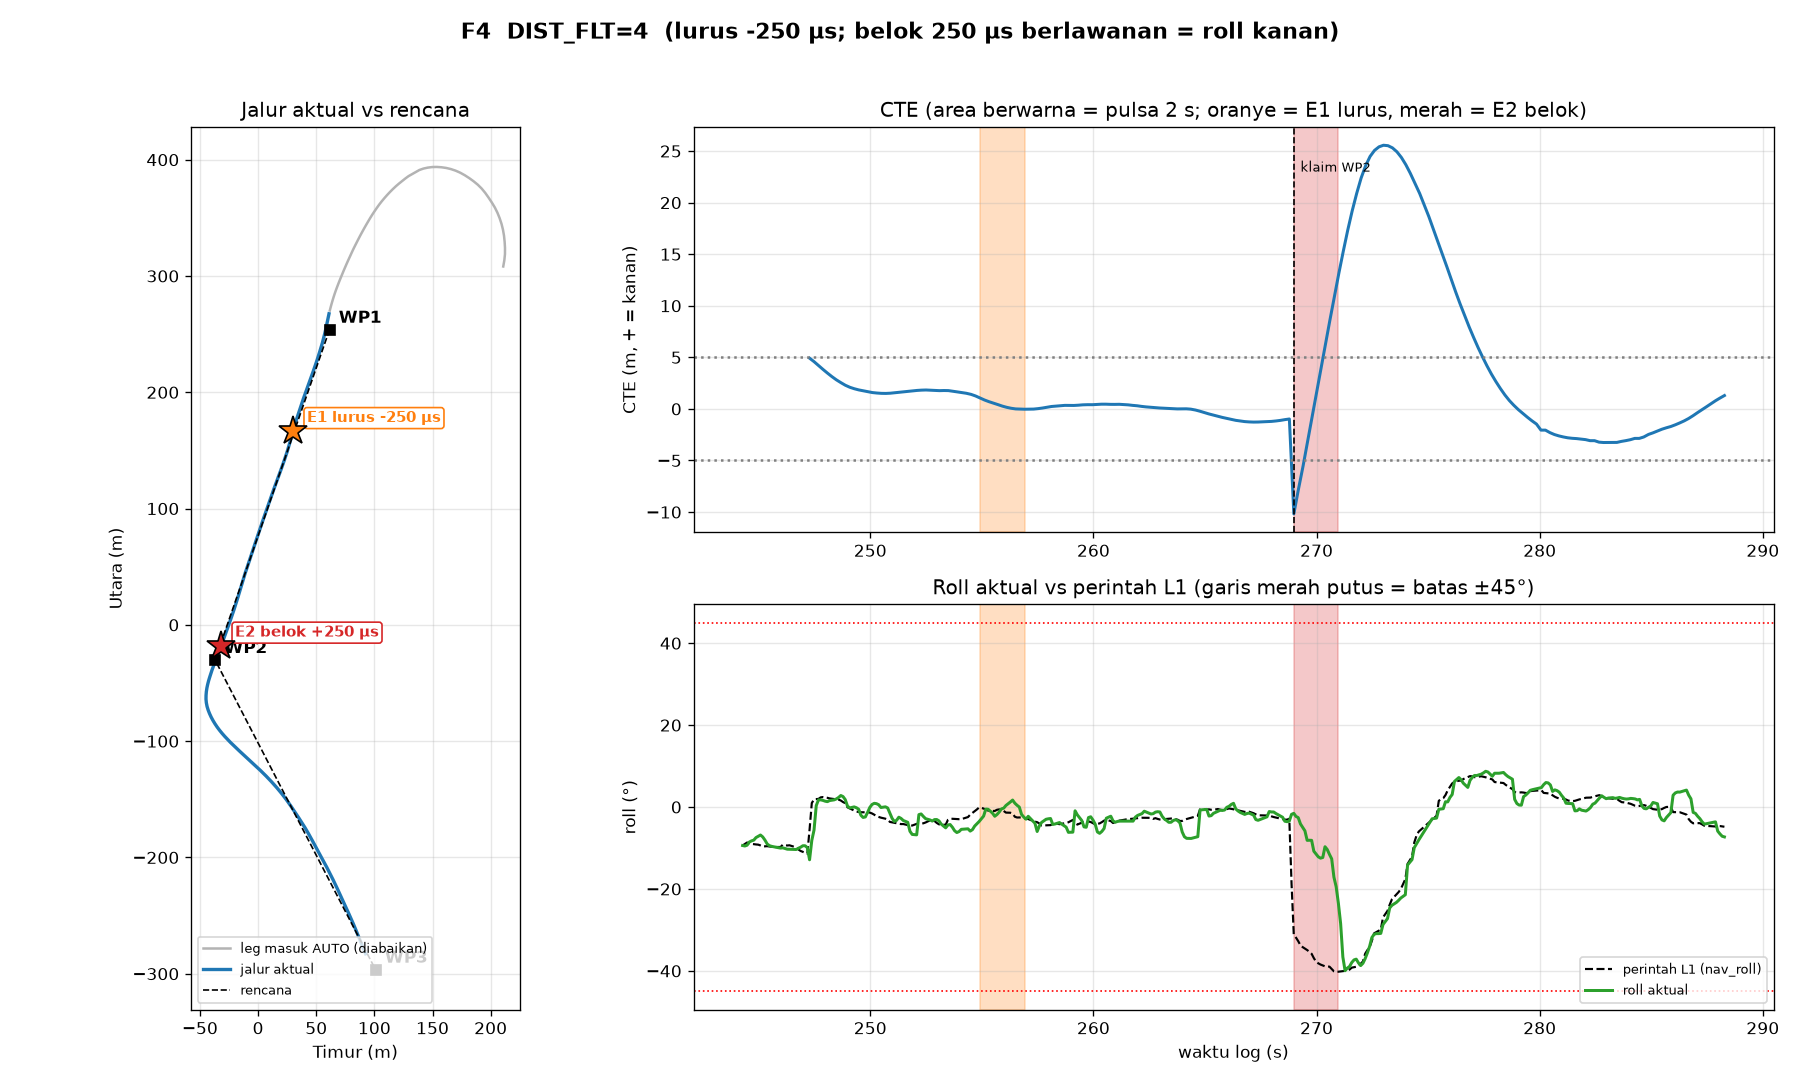 F4  DIST_FLT=4  (lurus -250 µs; belok 250 µs berlawanan = roll kanan)
Jalur aktual vs rencana
400
300
200
100
0
−100
−200
−300
Utara (m)
−50
0
50
100
150
200
Timur (m)
WP1
E1 lurus -250 µs
E2 belok +250 µs
WP2
WP3
leg masuk AUTO (diabaikan)
jalur aktual
rencana
CTE (area berwarna = pulsa 2 s; oranye = E1 lurus, merah = E2 belok)
25
20
15
10
5
0
−5
−10
CTE (m, + = kanan)
klaim WP2
250
260
270
280
290
Roll aktual vs perintah L1 (garis merah putus = batas ±45°)
40
20
0
−20
−40
roll (°)
perintah L1 (nav_roll)
roll aktual
250
260
270
280
290
waktu log (s)